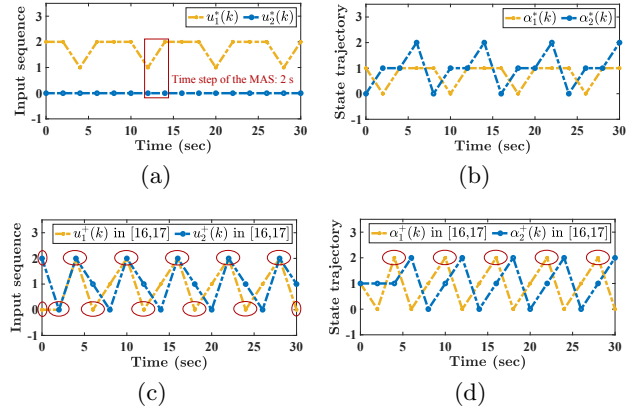 u₁*(k) u₂*(k)
Input sequence
3
2
1
0
-1
Time step of the MAS: 2 s
0 5 10 15 20 25 30
Time (sec)
(a)
α₁*(k) α₂*(k)
State trajectory
3
2
1
0
-1
0 5 10 15 20 25 30
Time (sec)
(b)
u₁⁺(k) in [16,17] u₂⁺(k) in [16,17]
Input sequence
3
2
1
0
-1
0 5 10 15 20 25 30
Time (sec)
(c)
α₁⁺(k) in [16,17] α₂⁺(k) in [16,17]
State trajectory
3
2
1
0
-1
0 5 10 15 20 25 30
Time (sec)
(d)